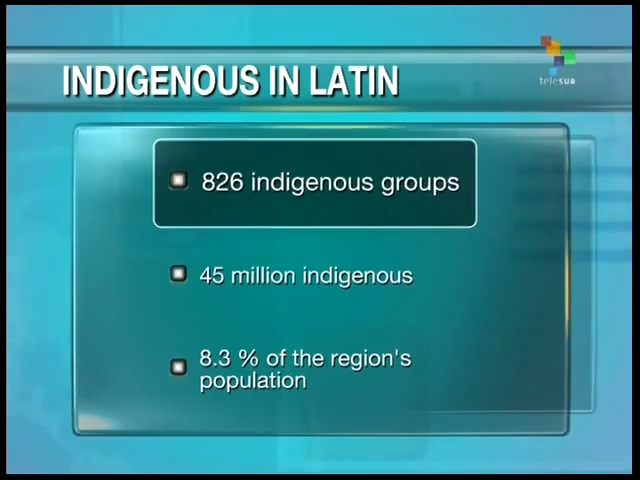 INDIGENOUS IN LATIN
teleSUR
826 indigenous groups
45 million indigenous
8.3 % of the region's
population